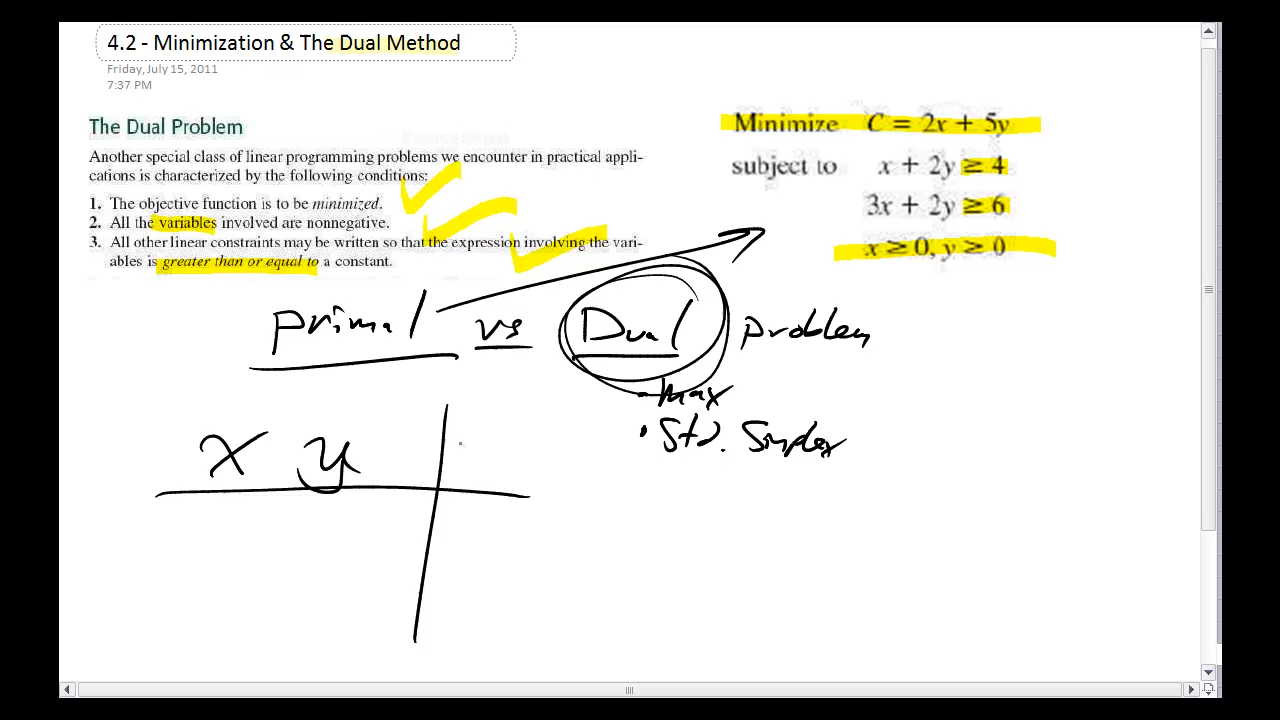 4.2 - Minimization & The Dual Method
Friday, July 15, 2011
7:37 PM
The Dual Problem
Another special class of linear programming problems we encounter in practical appli-
cations is characterized by the following conditions:
1. The objective function is to be minimized.
2. All the variables involved are nonnegative.
3. All other linear constraints may be written so that the expression involving the vari-
ables is greater than or equal to a constant.
Minimize C = 2x + 5y
subject to x + 2y ≥ 4
3x + 2y ≥ 6
x ≥ 0, y ≥ 0
primal vs Dual problem
- Max
• Std. Simplex
x y